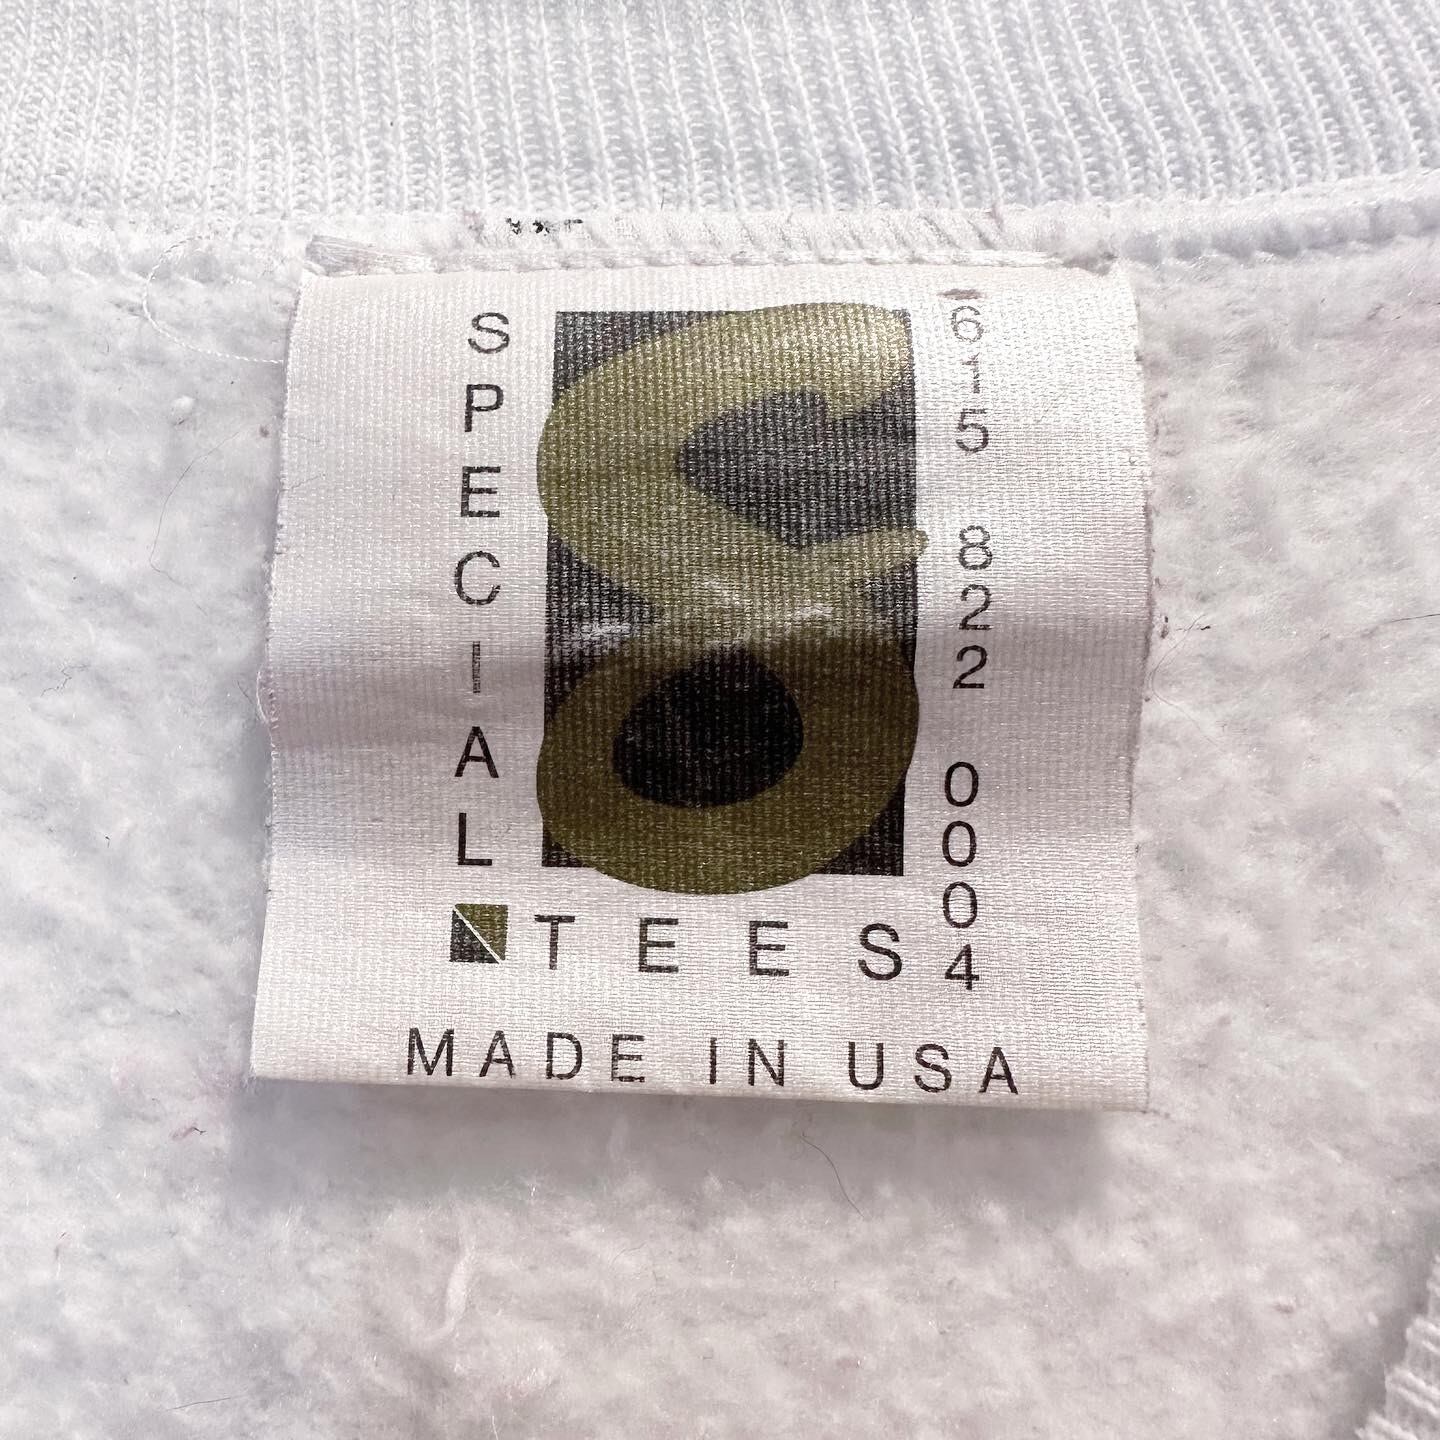 SPECIAL
TEES
615 822 0004
MADE IN USA